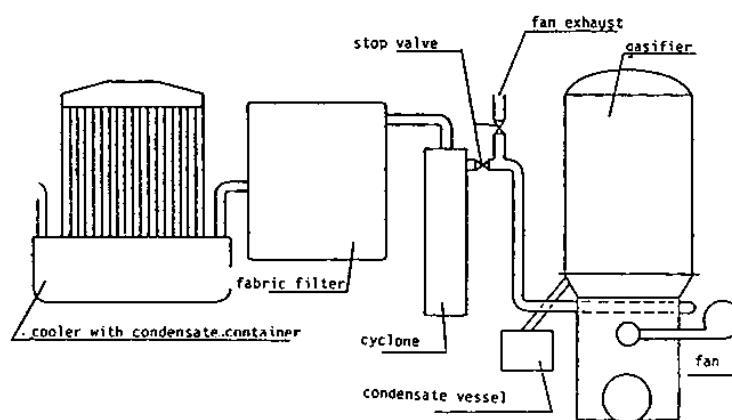 fan exhaust
stop valve
gasifier
fabric filter
cooler with condensate container
cyclone
fan
condensate vessel